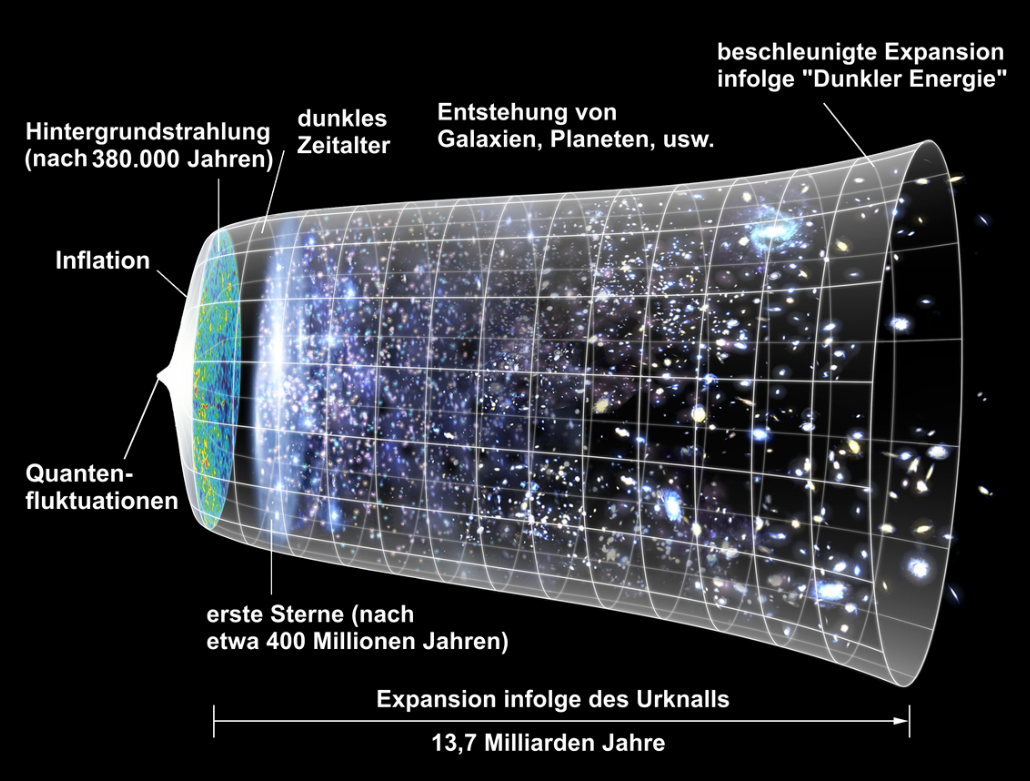 beschleunigte Expansion
infolge "Dunkler Energie"
Hintergrundstrahlung
(nach 380.000 Jahren)
dunkles
Zeitalter
Entstehung von
Galaxien, Planeten, usw.
Inflation
Quanten-
fluktuationen
erste Sterne (nach
etwa 400 Millionen Jahren)
Expansion infolge des Urknalls
13,7 Milliarden Jahre